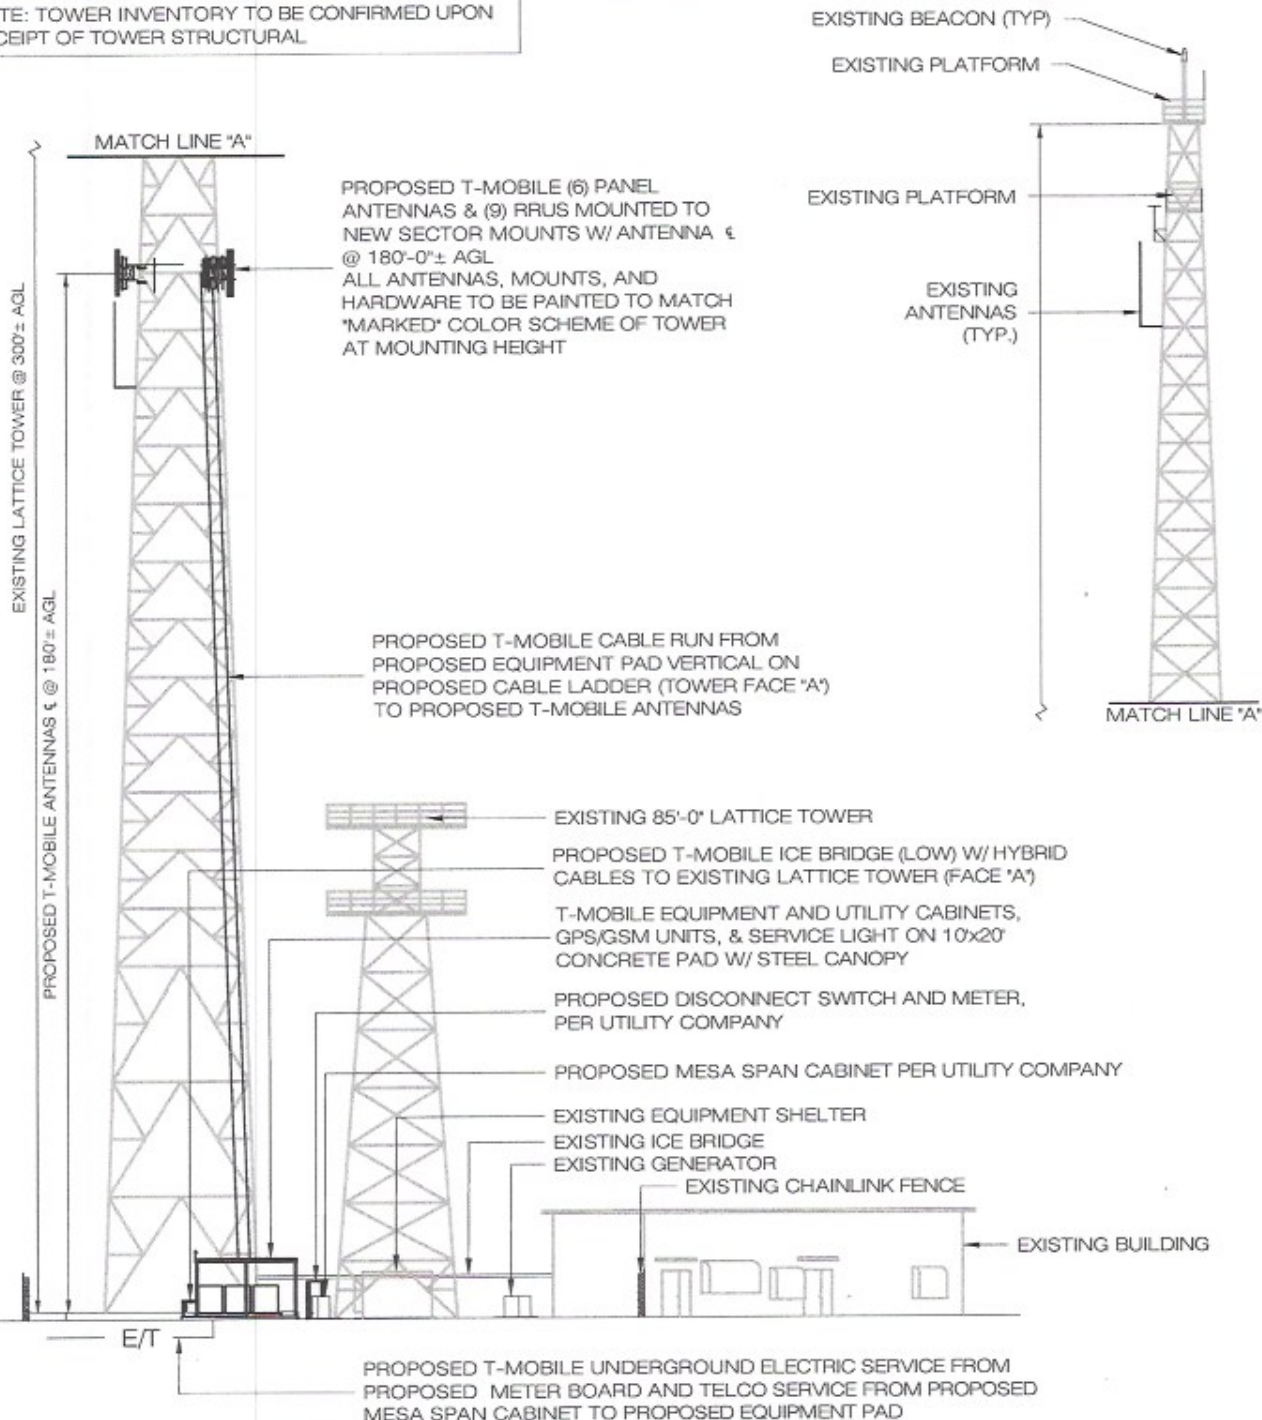 TE: TOWER INVENTORY TO BE CONFIRMED UPON
CEIPT OF TOWER STRUCTURAL
EXISTING BEACON (TYP)
EXISTING PLATFORM
MATCH LINE "A"
PROPOSED T-MOBILE (6) PANEL
ANTENNAS & (9) RRUS MOUNTED TO
NEW SECTOR MOUNTS W/ ANTENNA ℄
@ 180'-0"± AGL
ALL ANTENNAS, MOUNTS, AND
HARDWARE TO BE PAINTED TO MATCH
"MARKED" COLOR SCHEME OF TOWER
AT MOUNTING HEIGHT
EXISTING PLATFORM
EXISTING
ANTENNAS
(TYP.)
EXISTING LATTICE TOWER @ 300'± AGL
PROPOSED T-MOBILE ANTENNAS ℄ @ 180'± AGL
PROPOSED T-MOBILE CABLE RUN FROM
PROPOSED EQUIPMENT PAD VERTICAL ON
PROPOSED CABLE LADDER (TOWER FACE "A")
TO PROPOSED T-MOBILE ANTENNAS
MATCH LINE "A"
EXISTING 85'-0" LATTICE TOWER
PROPOSED T-MOBILE ICE BRIDGE (LOW) W/ HYBRID
CABLES TO EXISTING LATTICE TOWER (FACE "A")
T-MOBILE EQUIPMENT AND UTILITY CABINETS,
GPS/GSM UNITS, & SERVICE LIGHT ON 10'x20'
CONCRETE PAD W/ STEEL CANOPY
PROPOSED DISCONNECT SWITCH AND METER,
PER UTILITY COMPANY
PROPOSED MESA SPAN CABINET PER UTILITY COMPANY
EXISTING EQUIPMENT SHELTER
EXISTING ICE BRIDGE
EXISTING GENERATOR
EXISTING CHAINLINK FENCE
EXISTING BUILDING
E/T
PROPOSED T-MOBILE UNDERGROUND ELECTRIC SERVICE FROM
PROPOSED METER BOARD AND TELCO SERVICE FROM PROPOSED
MESA SPAN CABINET TO PROPOSED EQUIPMENT PAD